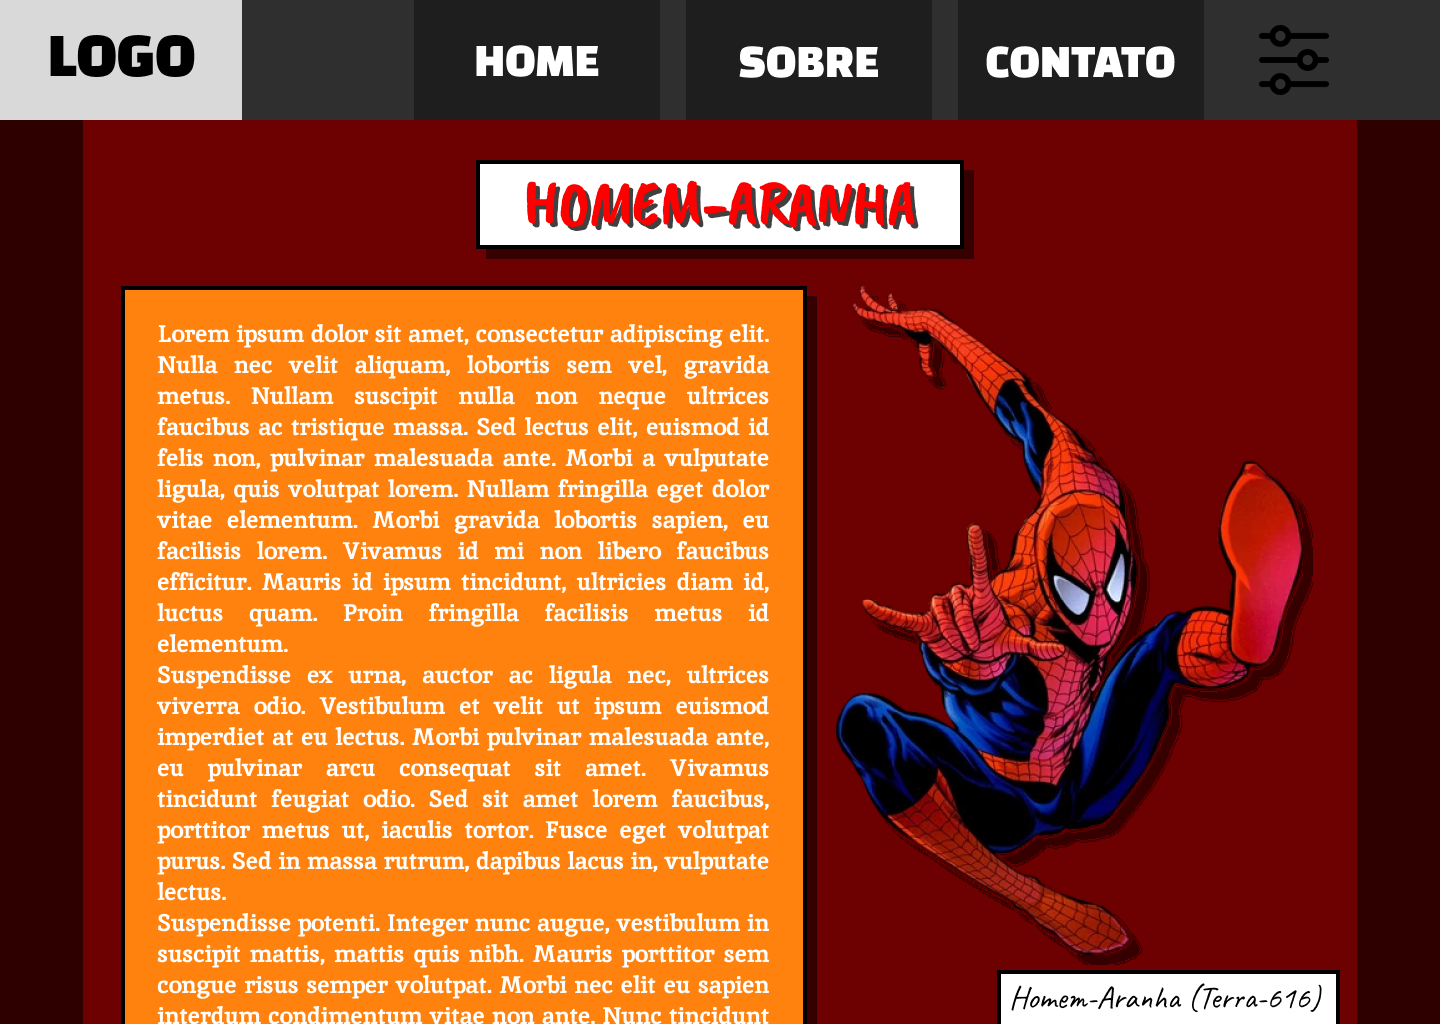 LOGO
HOME
SOBRE
CONTATO
HOMEM-ARANHA
Lorem ipsum dolor sit amet, consectetur adipiscing elit.
Nulla nec velit aliquam, lobortis sem vel, gravida
metus. Nullam suscipit nulla non neque ultrices
faucibus ac tristique massa. Sed lectus elit, euismod id
felis non, pulvinar malesuada ante. Morbi a vulputate
ligula, quis volutpat lorem. Nullam fringilla eget dolor
vitae elementum. Morbi gravida lobortis sapien, eu
facilisis lorem. Vivamus id mi non libero faucibus
efficitur. Mauris id ipsum tincidunt, ultricies diam id,
luctus quam. Proin fringilla facilisis metus id
elementum.
Suspendisse ex urna, auctor ac ligula nec, ultrices
viverra odio. Vestibulum et velit ut ipsum euismod
imperdiet at eu lectus. Morbi pulvinar malesuada ante,
eu pulvinar arcu consequat sit amet. Vivamus
tincidunt feugiat odio. Sed sit amet lorem faucibus,
porttitor metus ut, iaculis tortor. Fusce eget volutpat
purus. Sed in massa rutrum, dapibus lacus in, vulputate
lectus.
Suspendisse potenti. Integer nunc augue, vestibulum in
suscipit mattis, mattis quis nibh. Mauris porttitor sem
congue risus semper volutpat. Morbi nec elit eu sapien
interdum condimentum vitae non ante. Nunc tincidunt
Homem-Aranha (Terra-616)